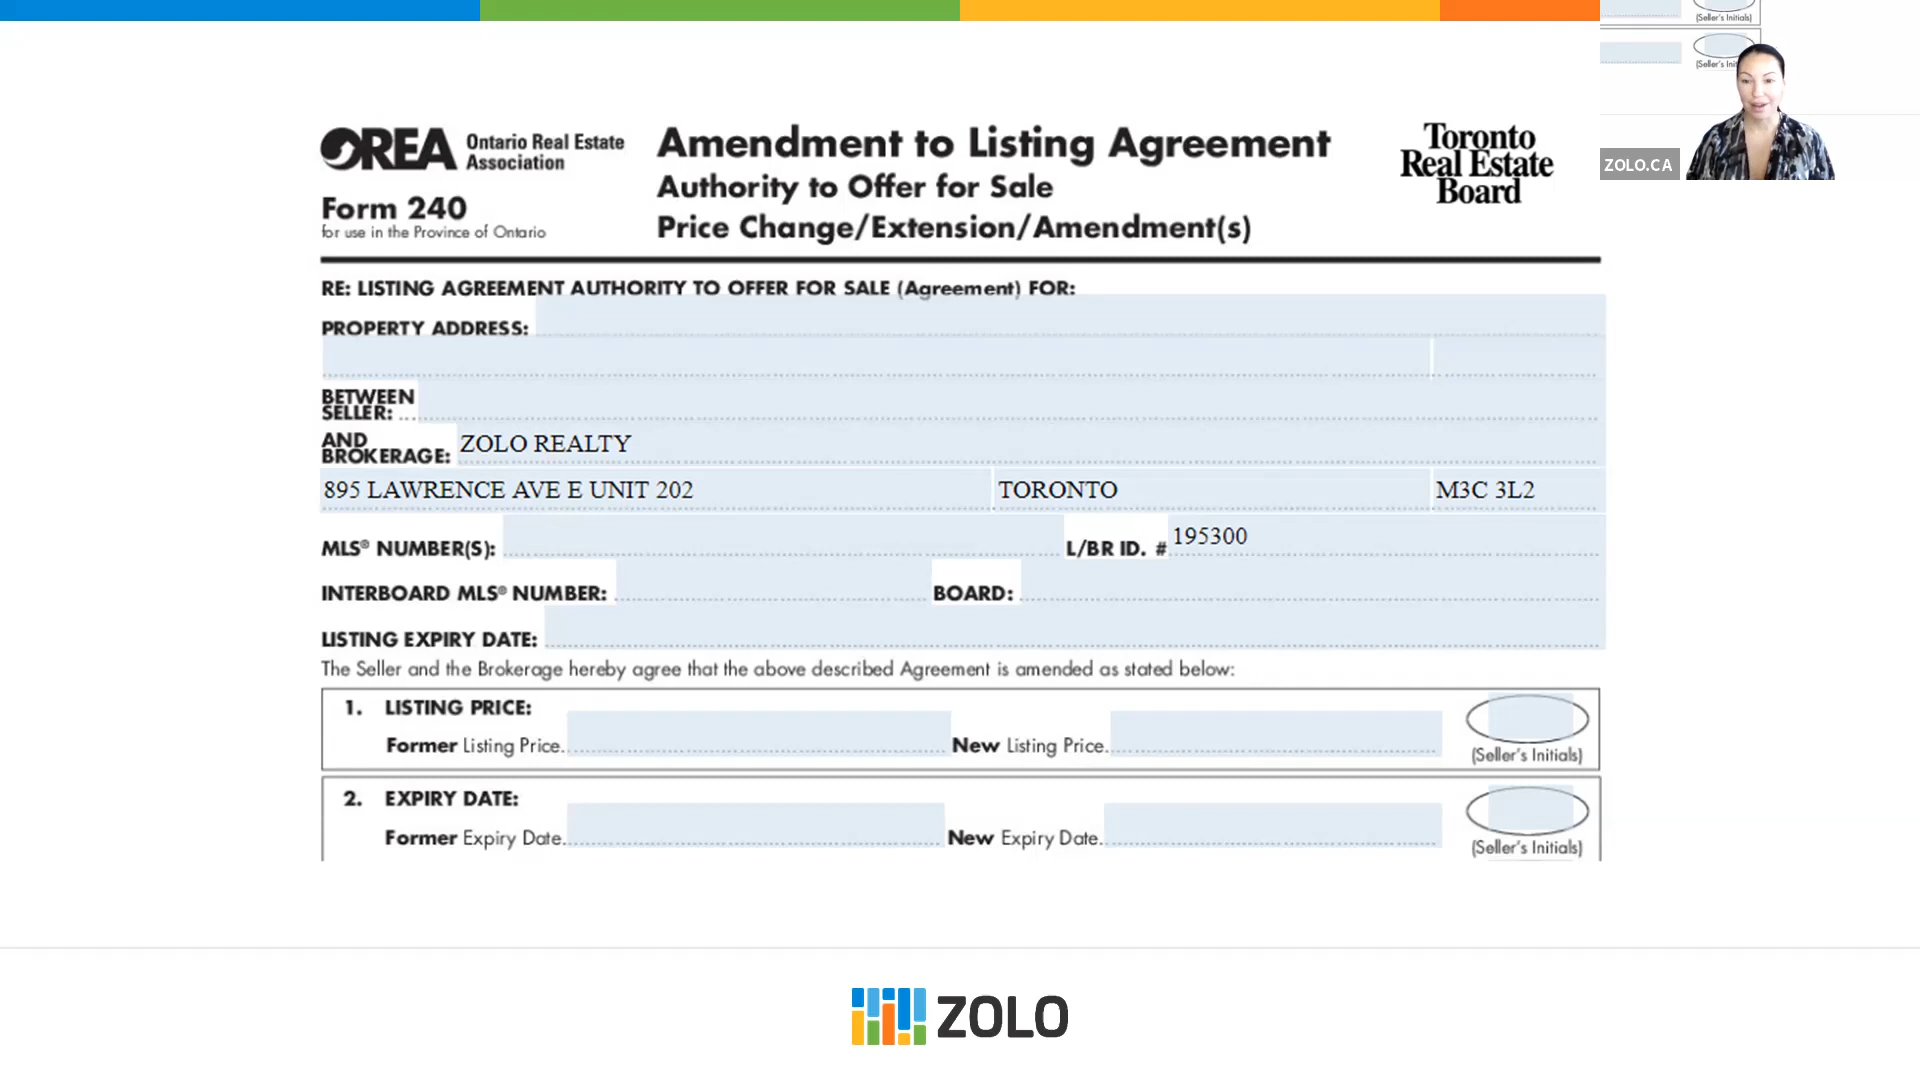 OREA Ontario Real Estate Association
Form 240
for use in the Province of Ontario
Amendment to Listing Agreement
Authority to Offer for Sale
Price Change/Extension/Amendment(s)
Toronto
Real Estate
Board
(Seller's Initials)
(Seller's Ini
ZOLO.CA
RE: LISTING AGREEMENT AUTHORITY TO OFFER FOR SALE (Agreement) FOR:
PROPERTY ADDRESS:
BETWEEN
SELLER:
AND
BROKERAGE: ZOLO REALTY
895 LAWRENCE AVE E UNIT 202 TORONTO M3C 3L2
MLS® NUMBER(S): L/BR ID. # 195300
INTERBOARD MLS® NUMBER: BOARD:
LISTING EXPIRY DATE:
The Seller and the Brokerage hereby agree that the above described Agreement is amended as stated below:
1. LISTING PRICE:
Former Listing Price New Listing Price
(Seller's Initials)
2. EXPIRY DATE:
Former Expiry Date New Expiry Date
(Seller's Initials)
ZOLO